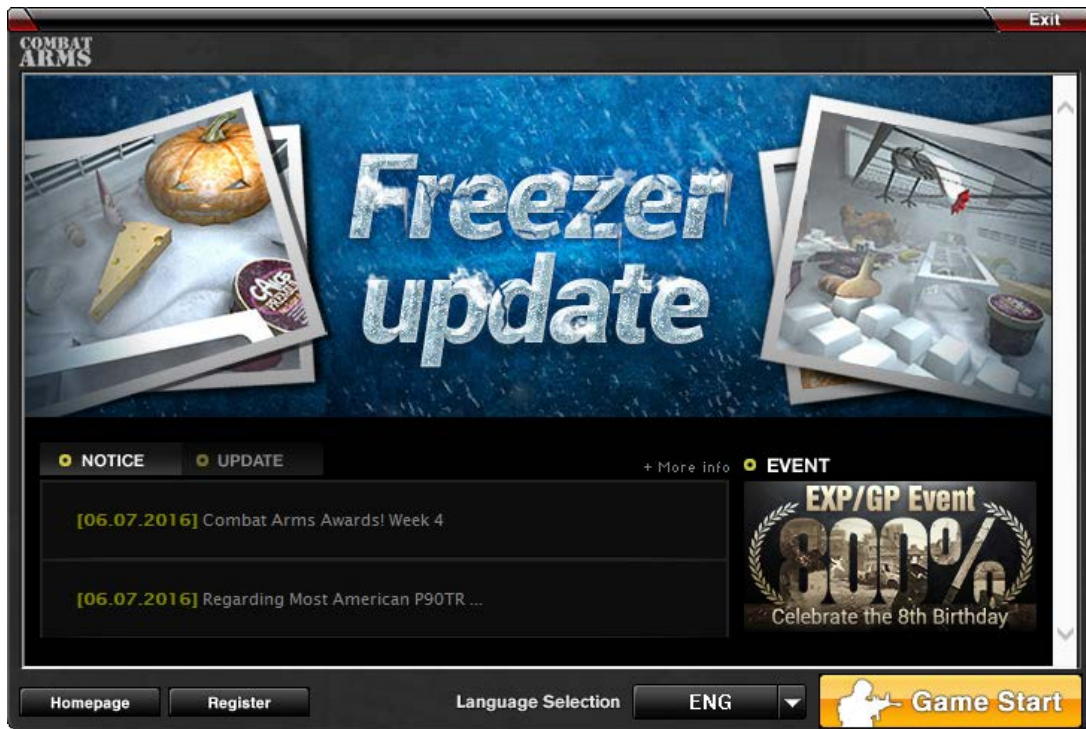 Exit
COMBAT
ARMS
Freezer
update
NOTICE
UPDATE
+ More info
EVENT
[06.07.2016] Combat Arms Awards! Week 4
[06.07.2016] Regarding Most American P90TR ...
EXP/GP Event
800%
Celebrate the 8th Birthday
Homepage
Register
Language Selection
ENG
Game Start